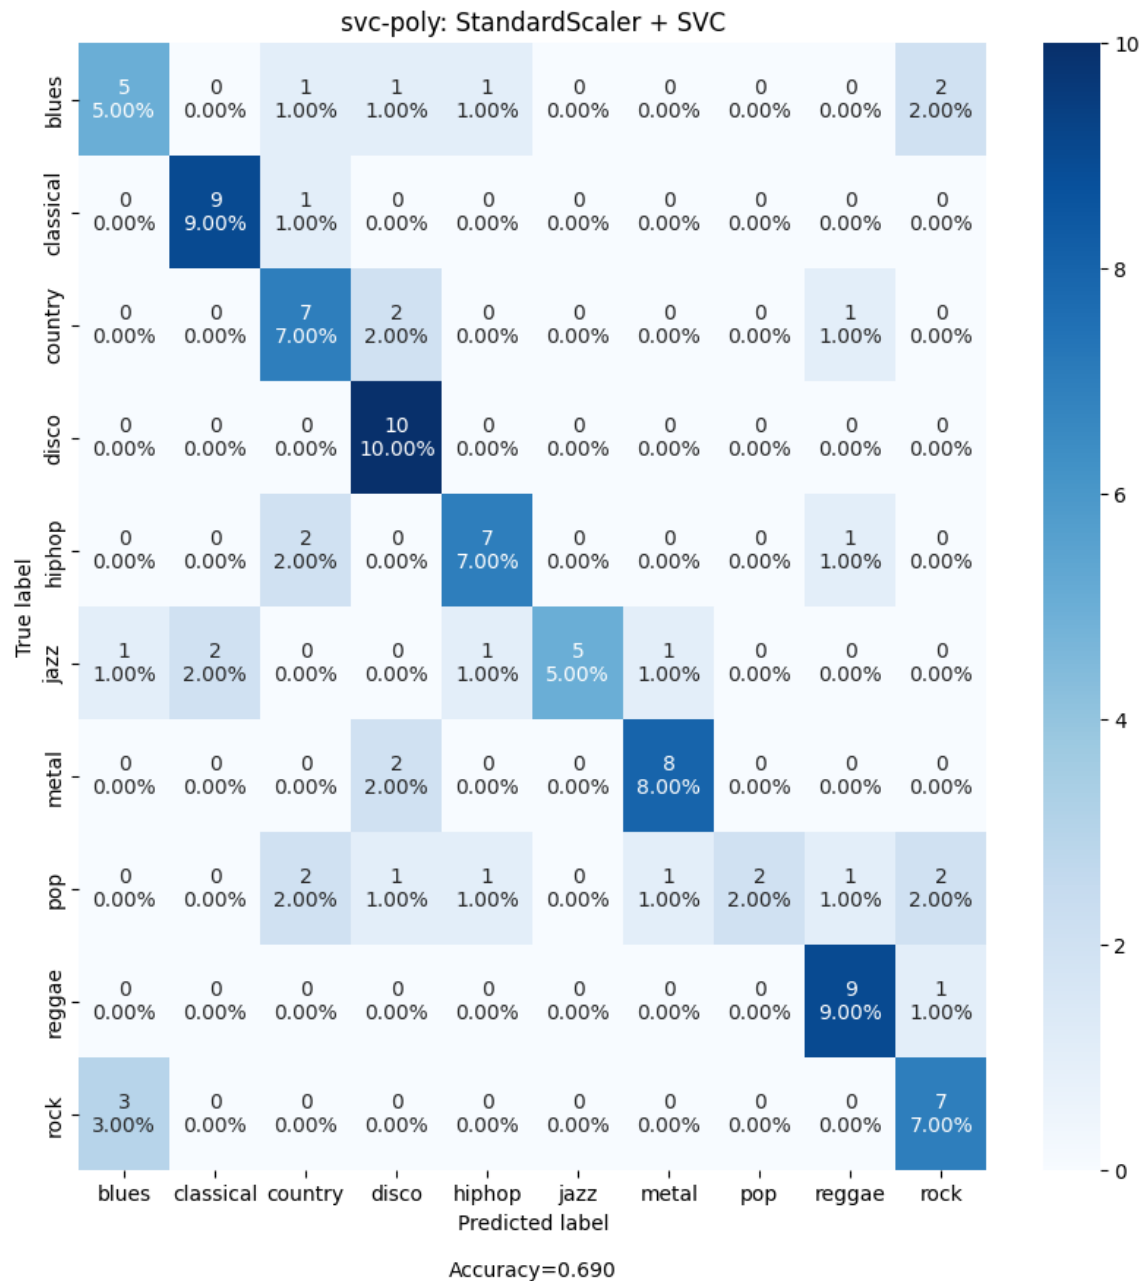 svc-poly: StandardScaler + SVC
blues
5 0 1 1 1 0 0 0 0 2
5.00% 0.00% 1.00% 1.00% 1.00% 0.00% 0.00% 0.00% 0.00% 2.00%
classical
0 9 1 0 0 0 0 0 0 0
0.00% 9.00% 1.00% 0.00% 0.00% 0.00% 0.00% 0.00% 0.00% 0.00%
country
0 0 7 2 0 0 0 0 1 0
0.00% 0.00% 7.00% 2.00% 0.00% 0.00% 0.00% 0.00% 1.00% 0.00%
disco
0 0 0 10 0 0 0 0 0 0
0.00% 0.00% 0.00% 10.00% 0.00% 0.00% 0.00% 0.00% 0.00% 0.00%
hiphop
0 0 2 0 7 0 0 0 1 0
0.00% 0.00% 2.00% 0.00% 7.00% 0.00% 0.00% 0.00% 1.00% 0.00%
True label
jazz
1 2 0 0 1 5 1 0 0 0
1.00% 2.00% 0.00% 0.00% 1.00% 5.00% 1.00% 0.00% 0.00% 0.00%
metal
0 0 0 2 0 0 8 0 0 0
0.00% 0.00% 0.00% 2.00% 0.00% 0.00% 8.00% 0.00% 0.00% 0.00%
pop
0 0 2 1 1 0 1 2 1 2
0.00% 0.00% 2.00% 1.00% 1.00% 0.00% 1.00% 2.00% 1.00% 2.00%
reggae
0 0 0 0 0 0 0 0 9 1
0.00% 0.00% 0.00% 0.00% 0.00% 0.00% 0.00% 0.00% 9.00% 1.00%
rock
3 0 0 0 0 0 0 0 0 7
3.00% 0.00% 0.00% 0.00% 0.00% 0.00% 0.00% 0.00% 0.00% 7.00%
blues classical country disco hiphop jazz metal pop reggae rock
Predicted label
Accuracy=0.690
10
8
6
4
2
0